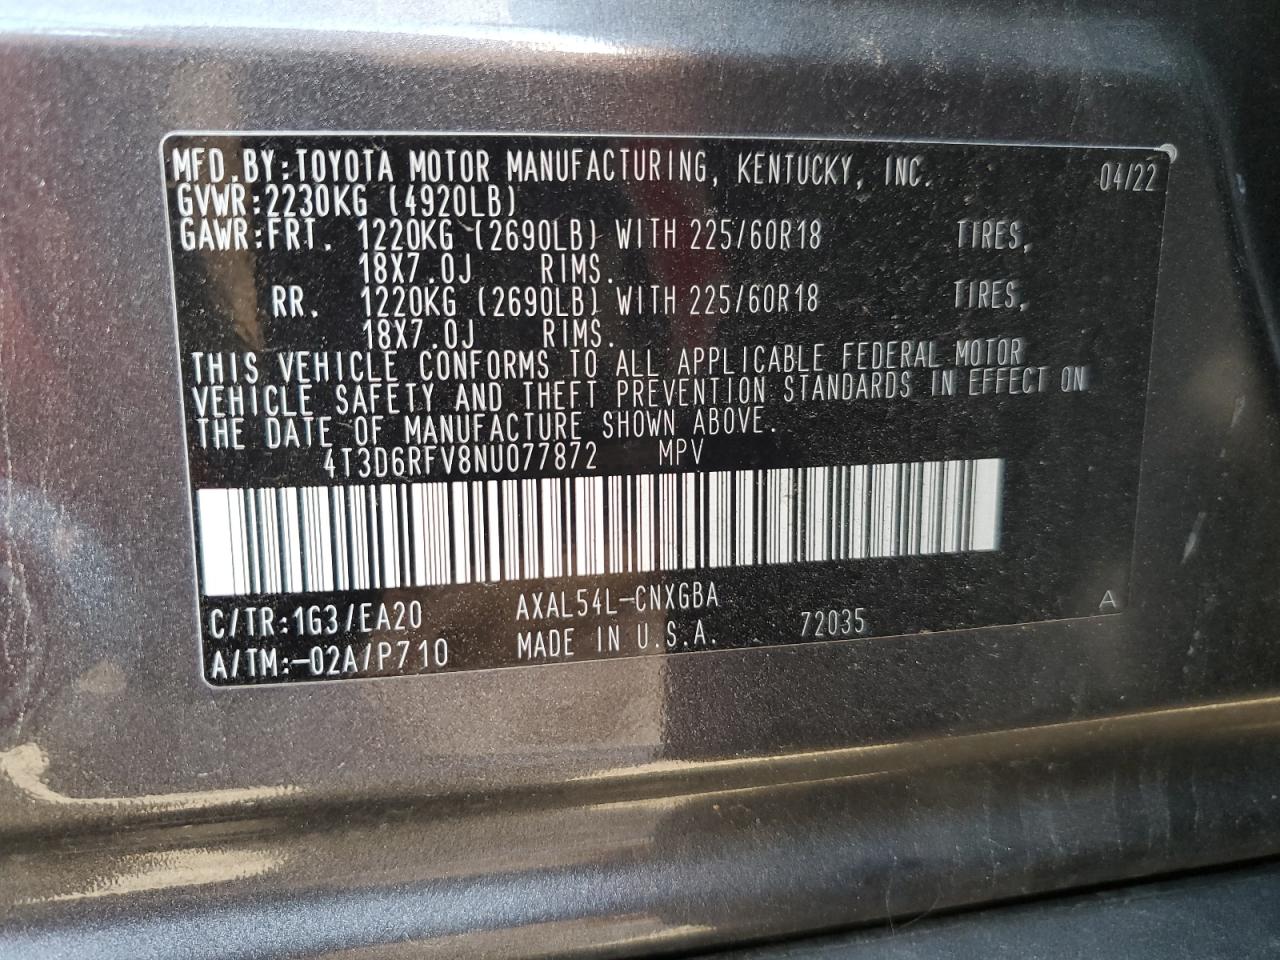 MFD.BY:TOYOTA MOTOR MANUFACTURING, KENTUCKY, INC. 04/22
GVWR:2230KG (4920LB)
GAWR:FRT. 1220KG (2690LB) WITH 225/60R18 TIRES,
18X7.0J RIMS.
RR. 1220KG (2690LB) WITH 225/60R18 TIRES,
18X7.0J RIMS.
THIS VEHICLE CONFORMS TO ALL APPLICABLE FEDERAL MOTOR
VEHICLE SAFETY AND THEFT PREVENTION STANDARDS IN EFFECT ON
THE DATE OF MANUFACTURE SHOWN ABOVE.
4T3D6RFV8NU077872 MPV
C/TR:1G3/EA20 AXAL54L-CNXGBA A
A/TM:-02A/P710 MADE IN U.S.A. 72035